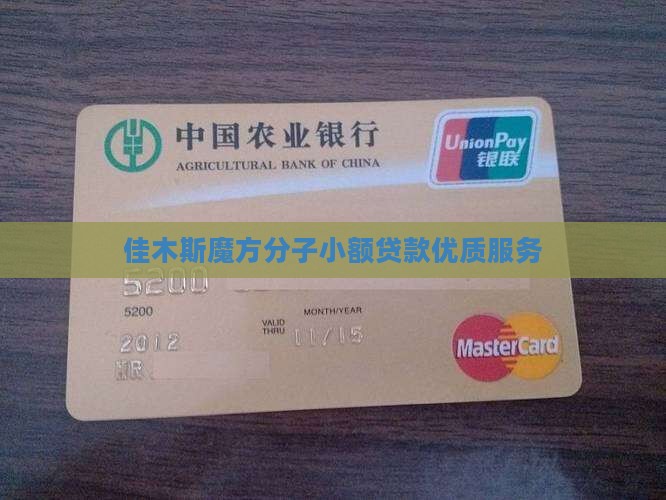 中国农业银行
AGRICULTURAL BANK OF CHINA
UnionPay
银联
佳木斯魔方分子小额贷款优质服务
5200
5200
MONTH/YEAR
VALID
THRU
11/15
2012
MR
MasterCard